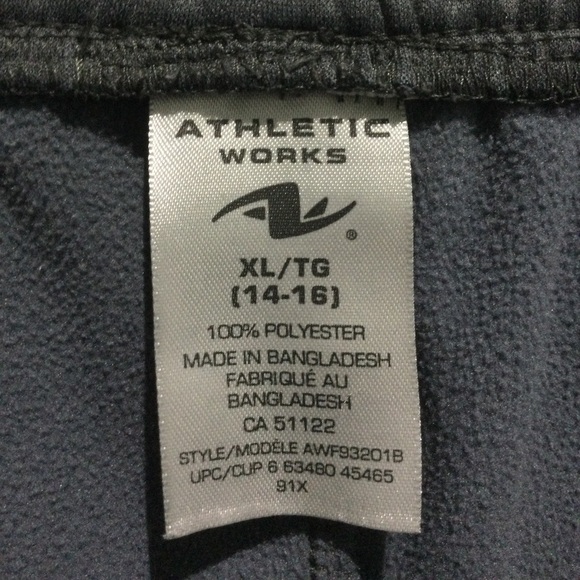 ATHLETIC
WORKS
®
XL/TG
(14-16)
100% POLYESTER
MADE IN BANGLADESH
FABRIQUÉ AU
BANGLADESH
CA 51122
STYLE/MODÈLE AWF93201B
UPC/CUP 6 63480 45465
91X